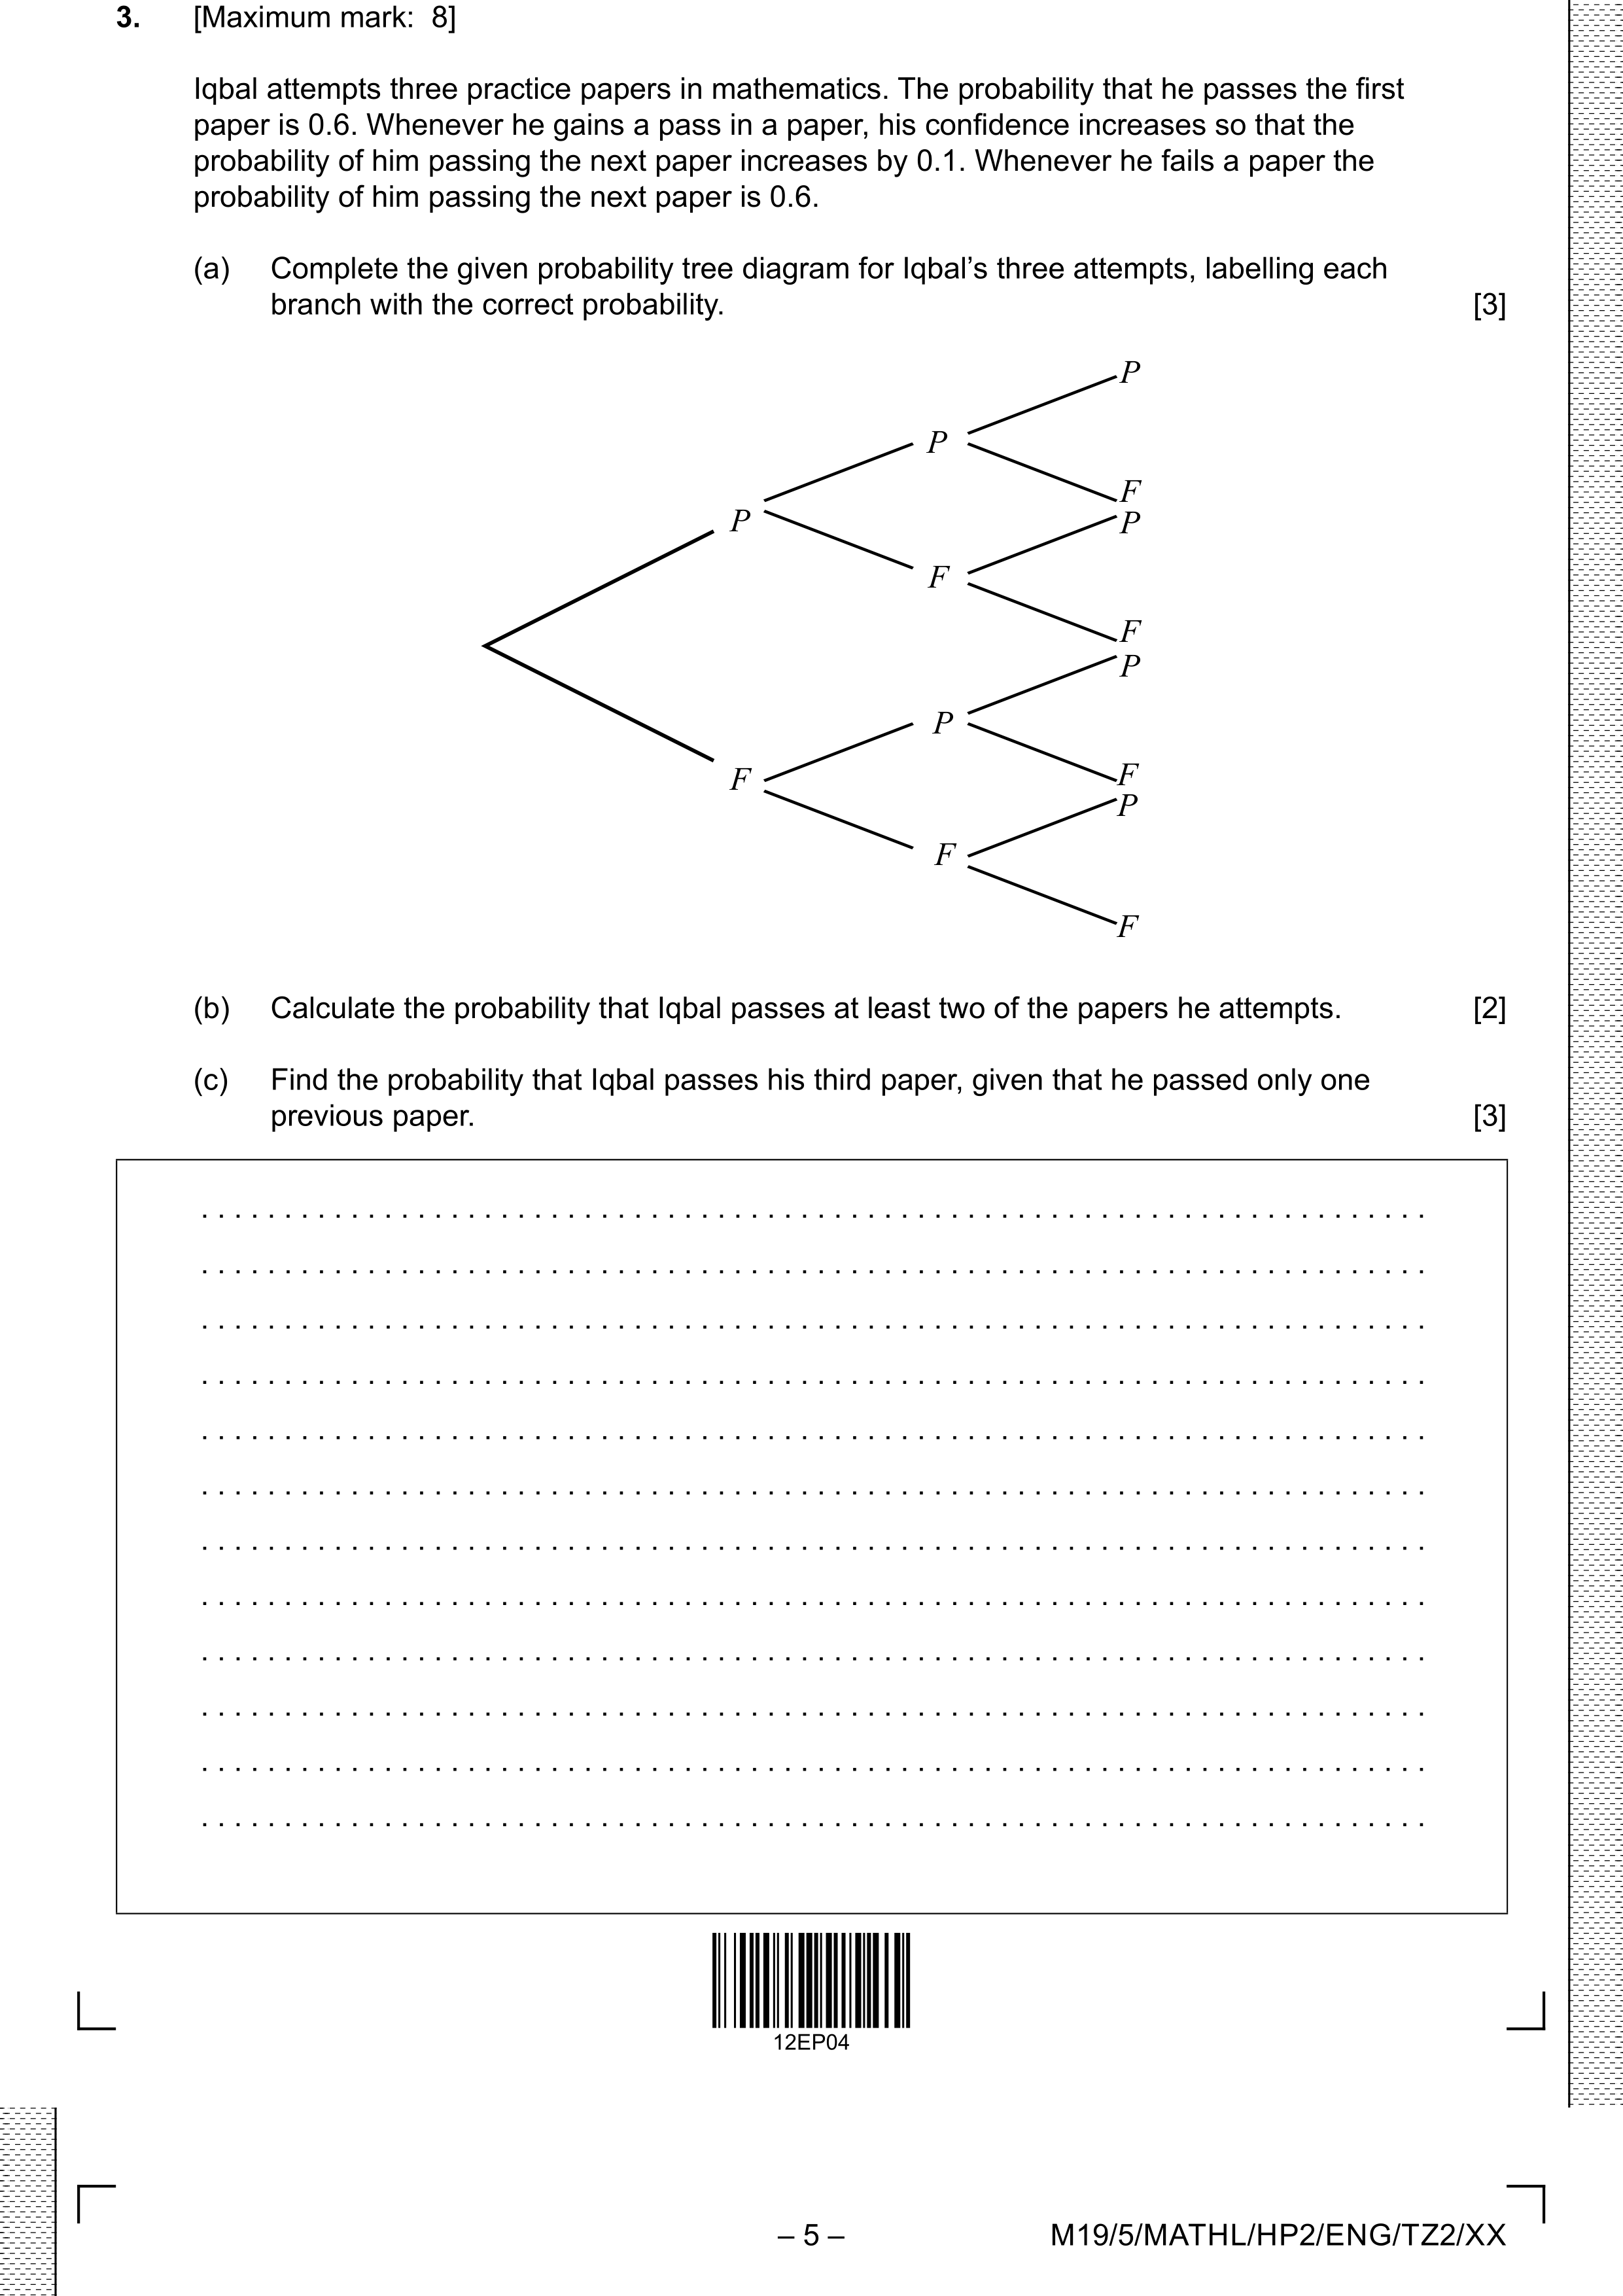 3. [Maximum mark: 8]
Iqbal attempts three practice papers in mathematics. The probability that he passes the first
paper is 0.6. Whenever he gains a pass in a paper, his confidence increases so that the
probability of him passing the next paper increases by 0.1. Whenever he fails a paper the
probability of him passing the next paper is 0.6.
(a) Complete the given probability tree diagram for Iqbal’s three attempts, labelling each
branch with the correct probability. [3]
P
P
F
P
P
F
F
P
P
F
F
P
F
F
(b) Calculate the probability that Iqbal passes at least two of the papers he attempts. [2]
(c) Find the probability that Iqbal passes his third paper, given that he passed only one
previous paper. [3]
12EP04
– 5 – M19/5/MATHL/HP2/ENG/TZ2/XX